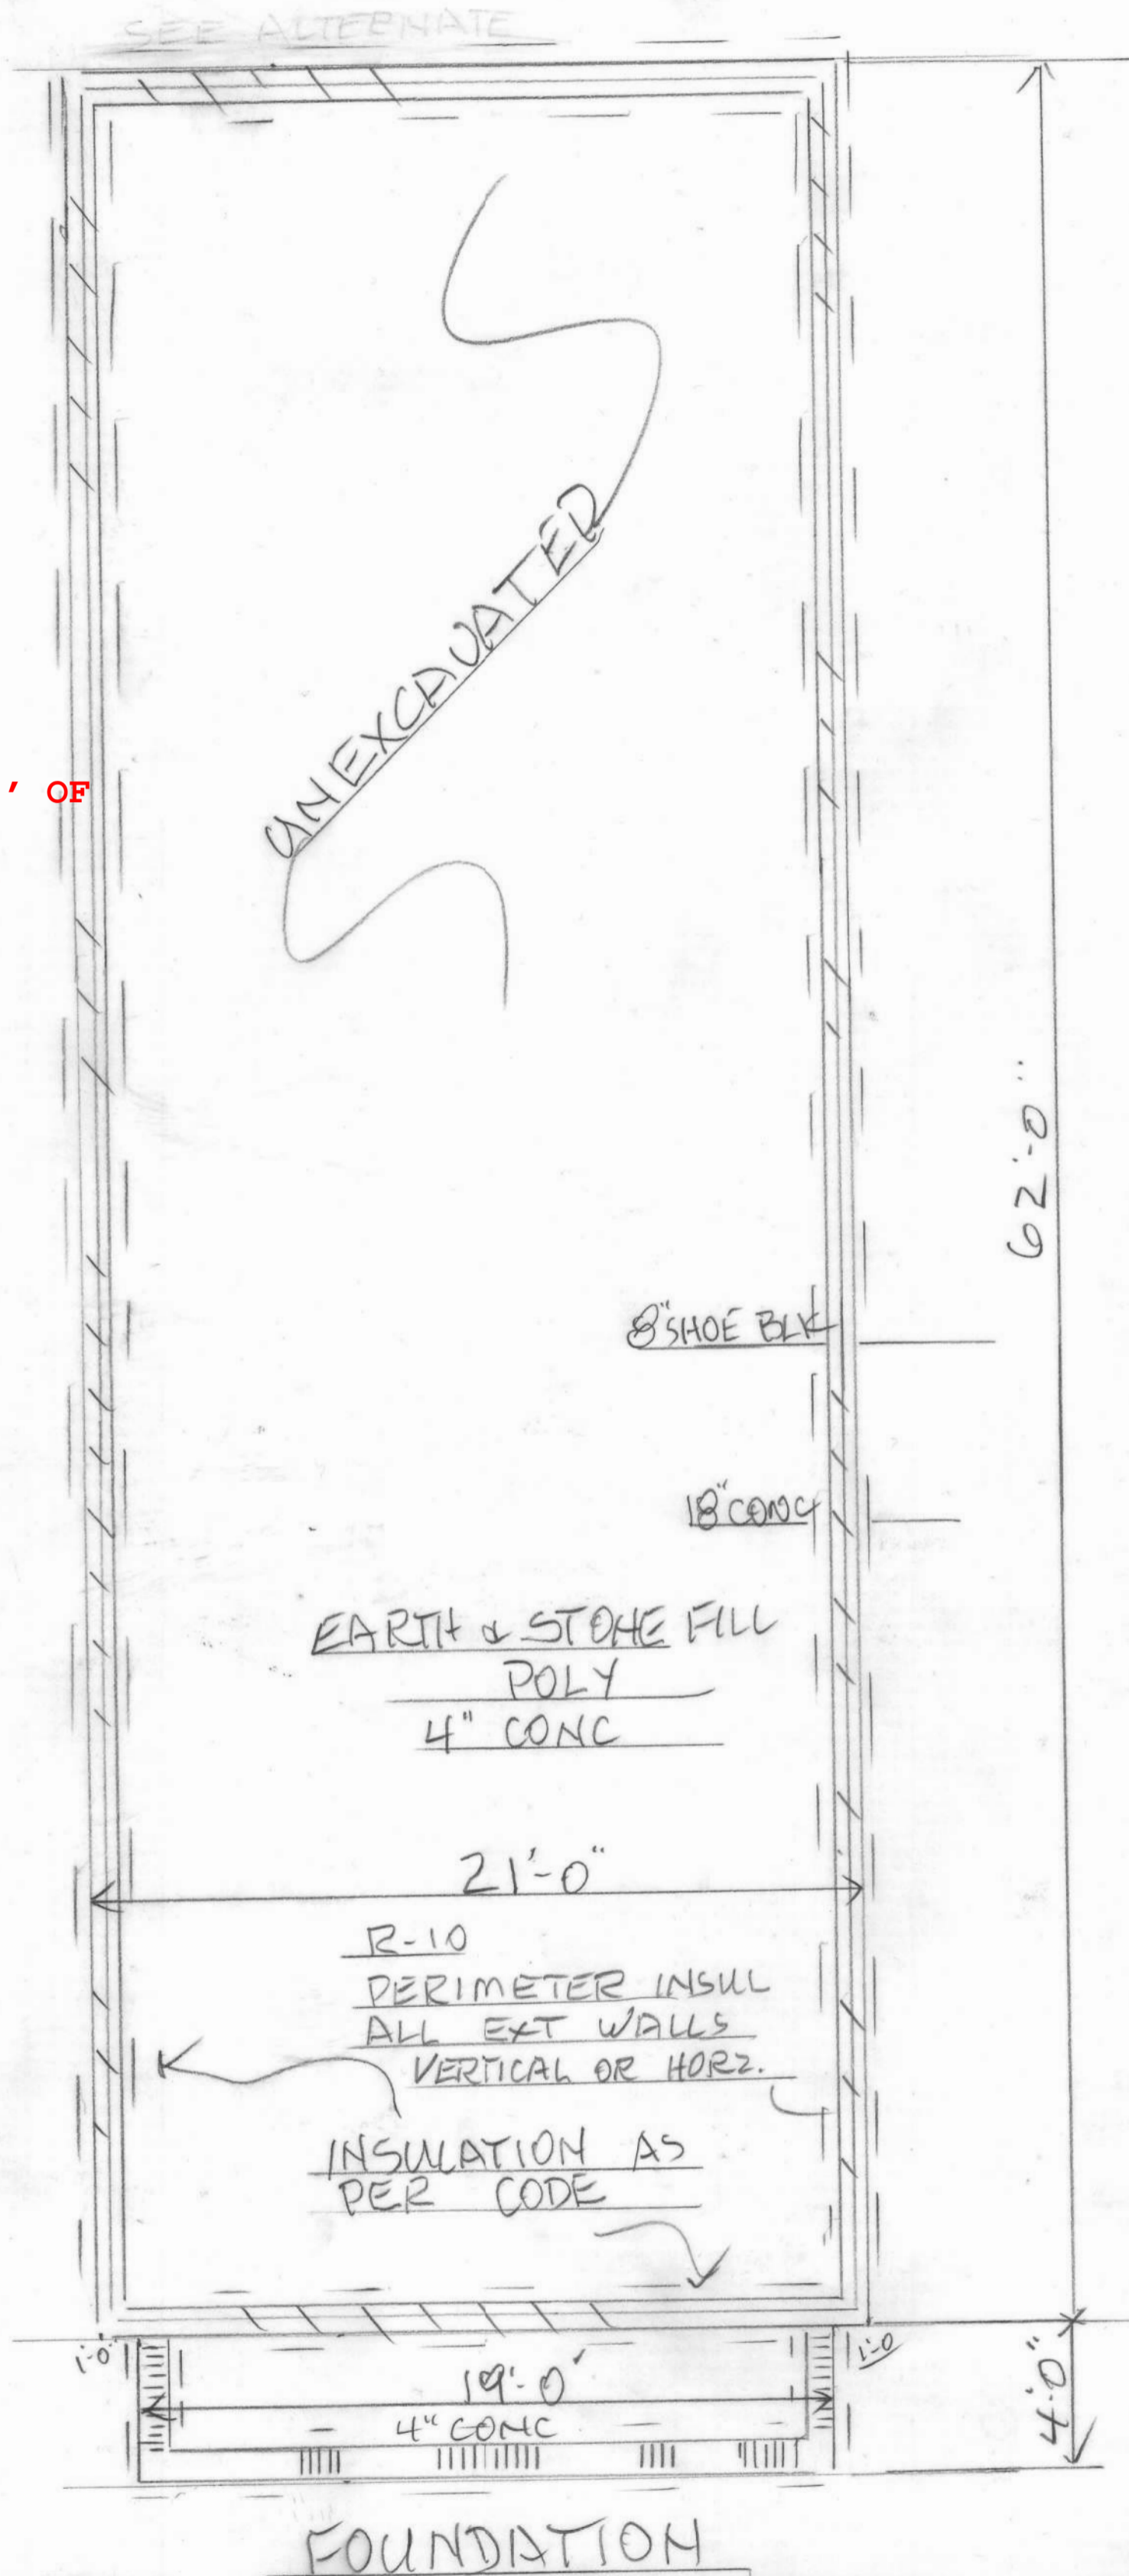 SEE ALTERNATE
UNEXCAVATED
' OF
62'-0"
8" SHOE BLK
18" CONC
EARTH & STONE FILL
POLY
4" CONC
21'-0"
R-10
PERIMETER INSUL
ALL EXT WALLS
VERTICAL OR HORZ.
INSULATION AS
PER CODE
1'-0
1'-0
19'-0"
4" CONC
4'-0"
FOUNDATION